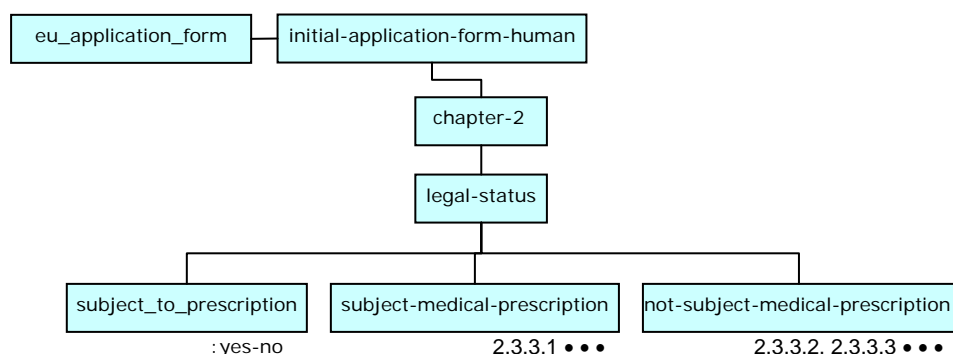 eu_application_form
initial-application-form-human
chapter-2
legal-status
subject_to_prescription
subject-medical-prescription
not-subject-medical-prescription
:yes-no
2.3.3.1 •••
2.3.3.2, 2.3.3.3 •••